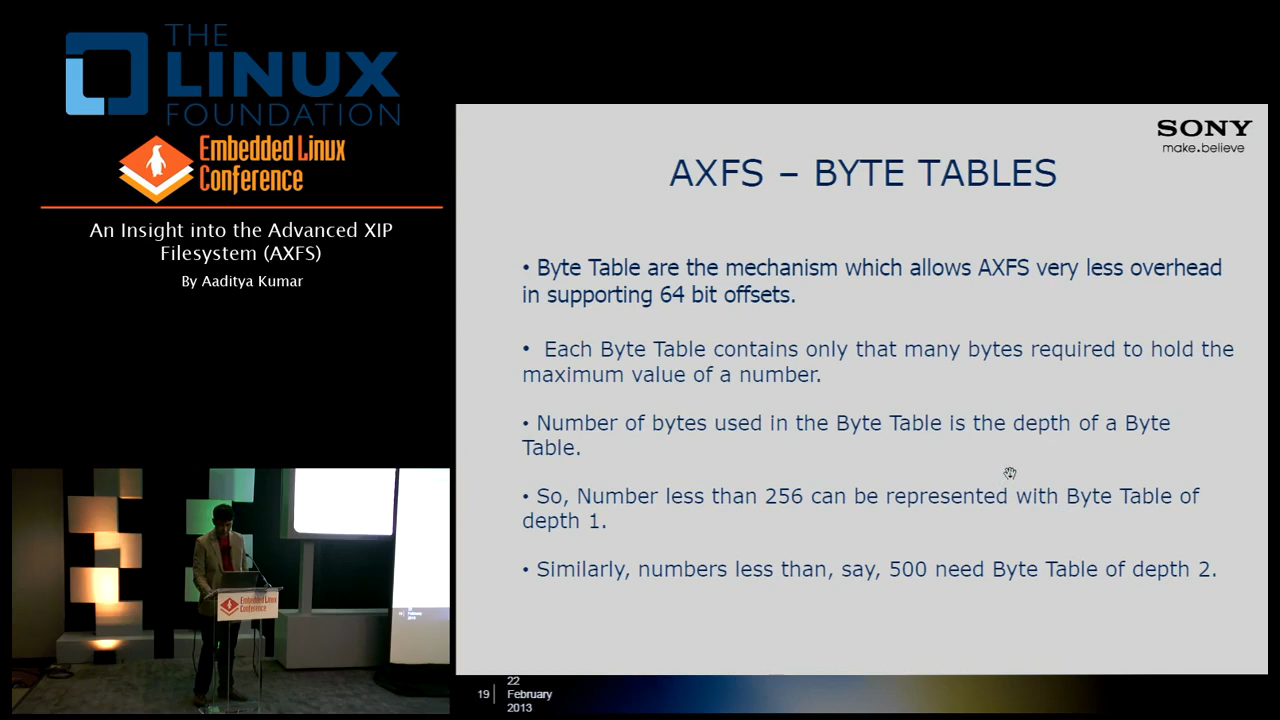 THE
LINUX
FOUNDATION
Embedded Linux
Conference
An Insight into the Advanced XIP
Filesystem (AXFS)
By Aaditya Kumar
SONY
make.believe
AXFS – BYTE TABLES
• Byte Table are the mechanism which allows AXFS very less overhead
in supporting 64 bit offsets.
• Each Byte Table contains only that many bytes required to hold the
maximum value of a number.
• Number of bytes used in the Byte Table is the depth of a Byte
Table.
• So, Number less than 256 can be represented with Byte Table of
depth 1.
• Similarly, numbers less than, say, 500 need Byte Table of depth 2.
19
22
February
2013
Embedded Linux
Conference